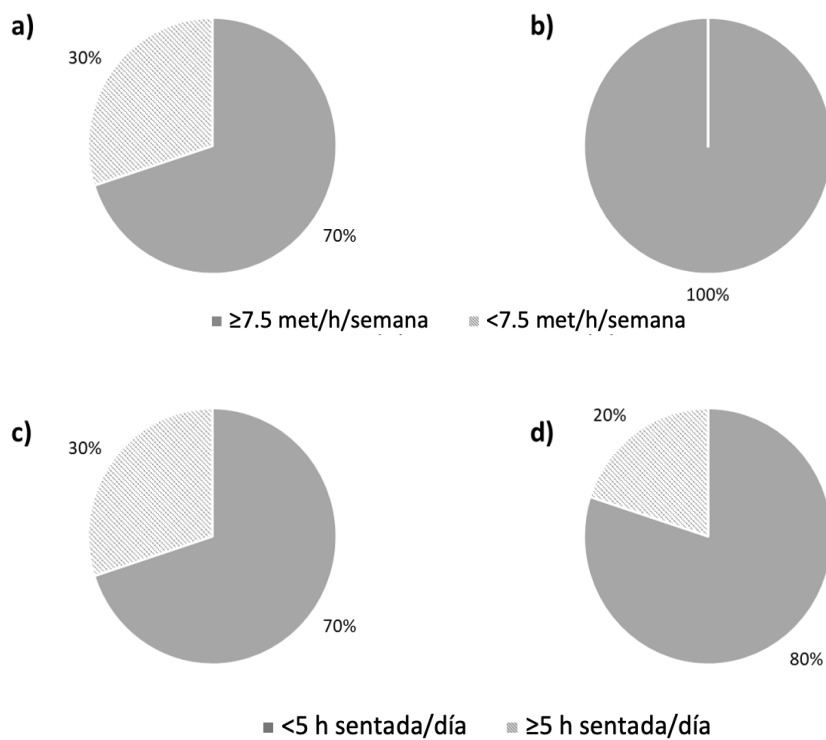 a)
30%
70%
b)
100%
≥7.5 met/h/semana
<7.5 met/h/semana
c)
30%
70%
d)
20%
80%
<5 h sentada/día
≥5 h sentada/día